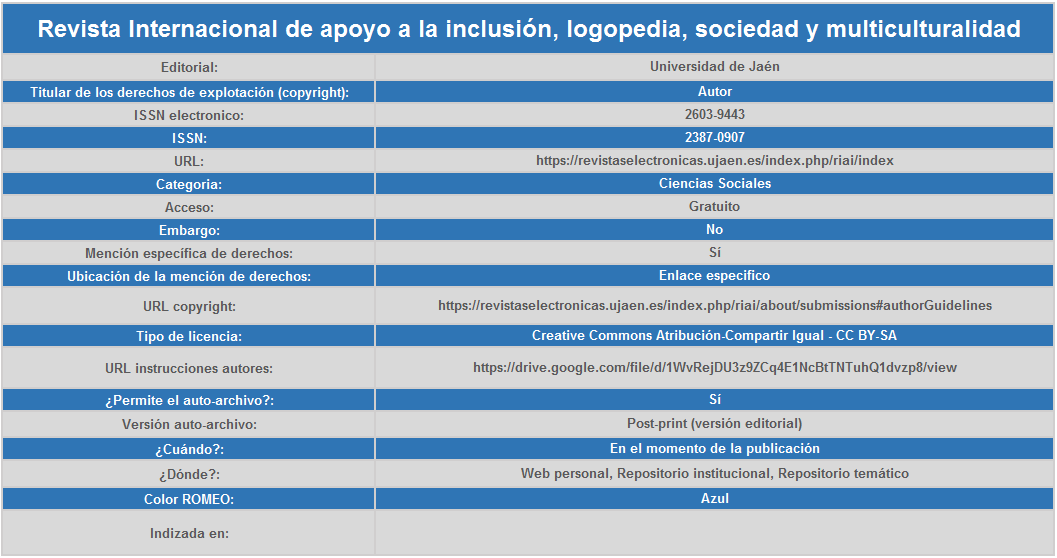 Revista Internacional de apoyo a la inclusión, logopedia, sociedad y multiculturalidad
Editorial: Universidad de Jaén
Titular de los derechos de explotación (copyright): Autor
ISSN electronico: 2603-9443
ISSN: 2387-0907
URL: https://revistaselectronicas.ujaen.es/index.php/riai/index
Categoria: Ciencias Sociales
Acceso: Gratuito
Embargo: No
Mención específica de derechos: Sí
Ubicación de la mención de derechos: Enlace especifico
URL copyright: https://revistaselectronicas.ujaen.es/index.php/riai/about/submissions#authorGuidelines
Tipo de licencia: Creative Commons Atribución-Compartir Igual - CC BY-SA
URL instrucciones autores: https://drive.google.com/file/d/1WvRejDU3z9ZCq4E1NcBtTNTuhQ1dvzp8/view
¿Permite el auto-archivo?: Sí
Versión auto-archivo: Post-print (versión editorial)
¿Cuándo?: En el momento de la publicación
¿Dónde?: Web personal, Repositorio institucional, Repositorio temático
Color ROMEO: Azul
Indizada en: